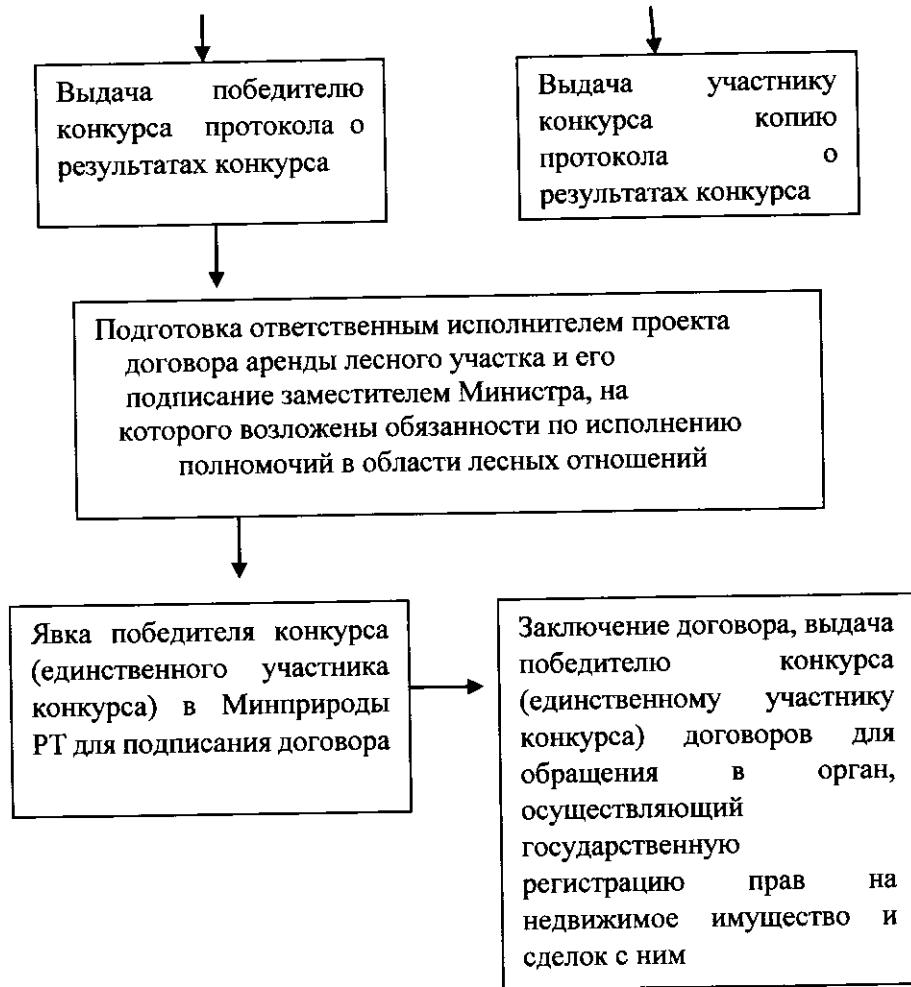 Выдача победителю
конкурса протокола о
результатах конкурса
Выдача участнику
конкурса копию
протокола о
результатах конкурса
Подготовка ответственным исполнителем проекта
договора аренды лесного участка и его
подписание заместителем Министра, на
которого возложены обязанности по исполнению
полномочий в области лесных отношений
Явка победителя конкурса
(единственного участника
конкурса) в Минприроды
РТ для подписания договора
Заключение договора, выдача
победителю конкурса
(единственному участнику
конкурса) договоров для
обращения в орган,
осуществляющий
государственную
регистрацию прав на
недвижимое имущество и
сделок с ним